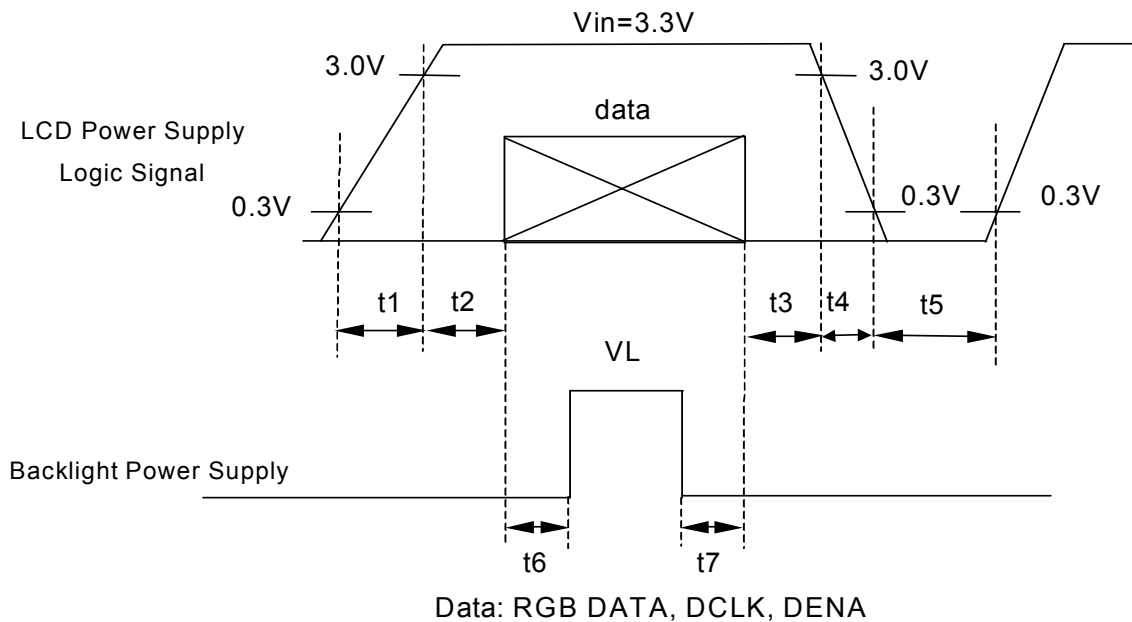 Vin=3.3V
3.0V
3.0V
data
LCD Power Supply
Logic Signal
0.3V
0.3V
0.3V
t1
t2
t3
t4
t5
VL
Backlight Power Supply
t6
t7
Data: RGB DATA, DCLK, DENA